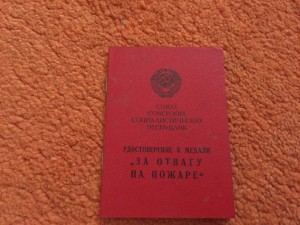 СОЮЗ
СОВЕТСКИХ
СОЦИАЛИСТИЧЕСКИХ
РЕСПУБЛИК
УДОСТОВЕРЕНИЕ К МЕДАЛИ
„ЗА ОТВАГУ
НА ПОЖАРЕ“